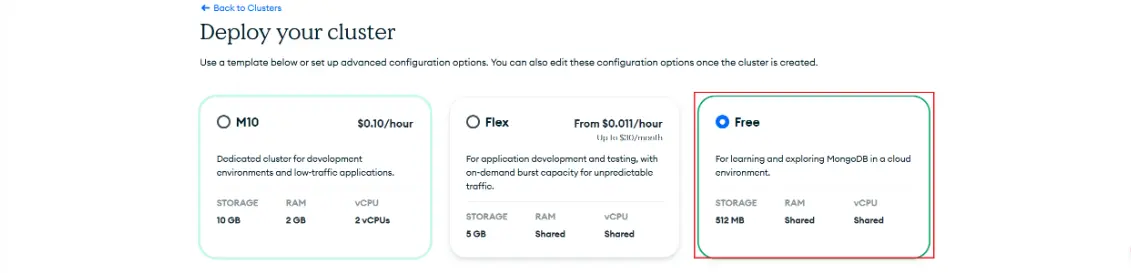 Back to Clusters
Deploy your cluster
Use a template below or set up advanced configuration options. You can also edit these configuration options once the cluster is created.
M10 $0.10/hour
Dedicated cluster for development
environments and low-traffic applications.
STORAGE RAM vCPU
10 GB 2 GB 2 vCPUs
Flex From $0.011/hour
Up to $30/month
For application development and testing, with
on-demand burst capacity for unpredictable
traffic.
STORAGE RAM vCPU
5 GB Shared Shared
Free
For learning and exploring MongoDB in a cloud
environment.
STORAGE RAM vCPU
512 MB Shared Shared